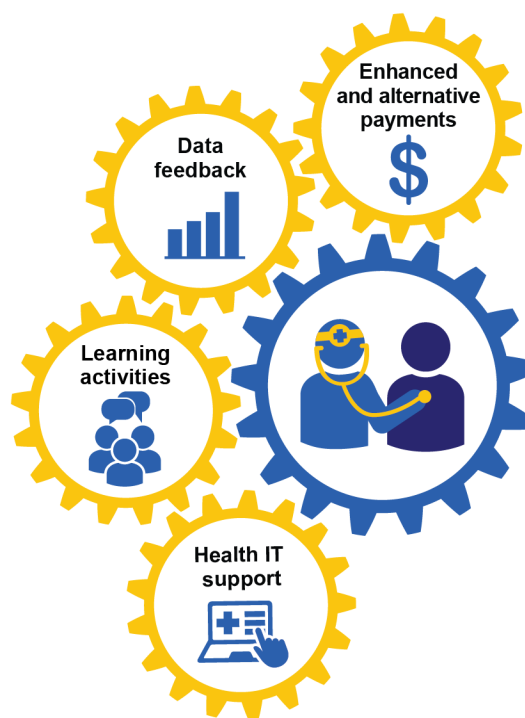 Enhanced
and alternative
payments
$
Data
feedback
Learning
activities
Health IT
support